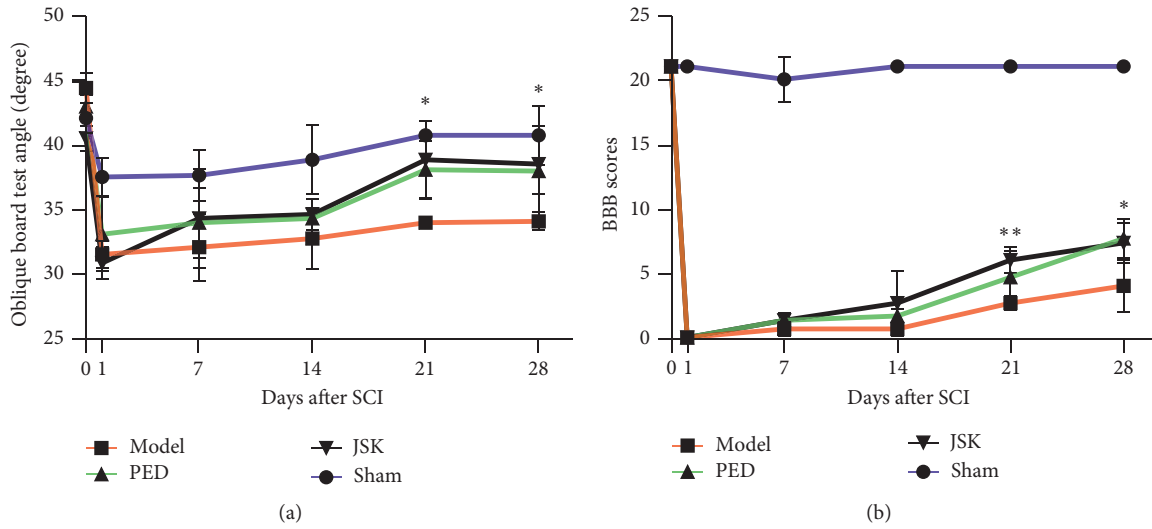 Oblique board test angle (degree)
50
45
40
35
30
25
*
*
0 1 7 14 21 28
Days after SCI
Model
PED
JSK
Sham
(a)
BBB scores
25
20
15
10
5
0
**
*
0 1 7 14 21 28
Days after SCI
Model
PED
JSK
Sham
(b)